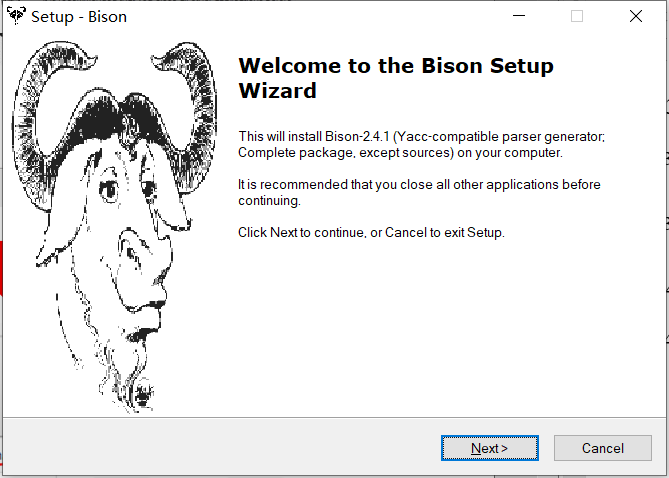 Setup - Bison
Welcome to the Bison Setup
Wizard
This will install Bison-2.4.1 (Yacc-compatible parser generator;
Complete package, except sources) on your computer.
It is recommended that you close all other applications before
continuing.
Click Next to continue, or Cancel to exit Setup.
Next >
Cancel